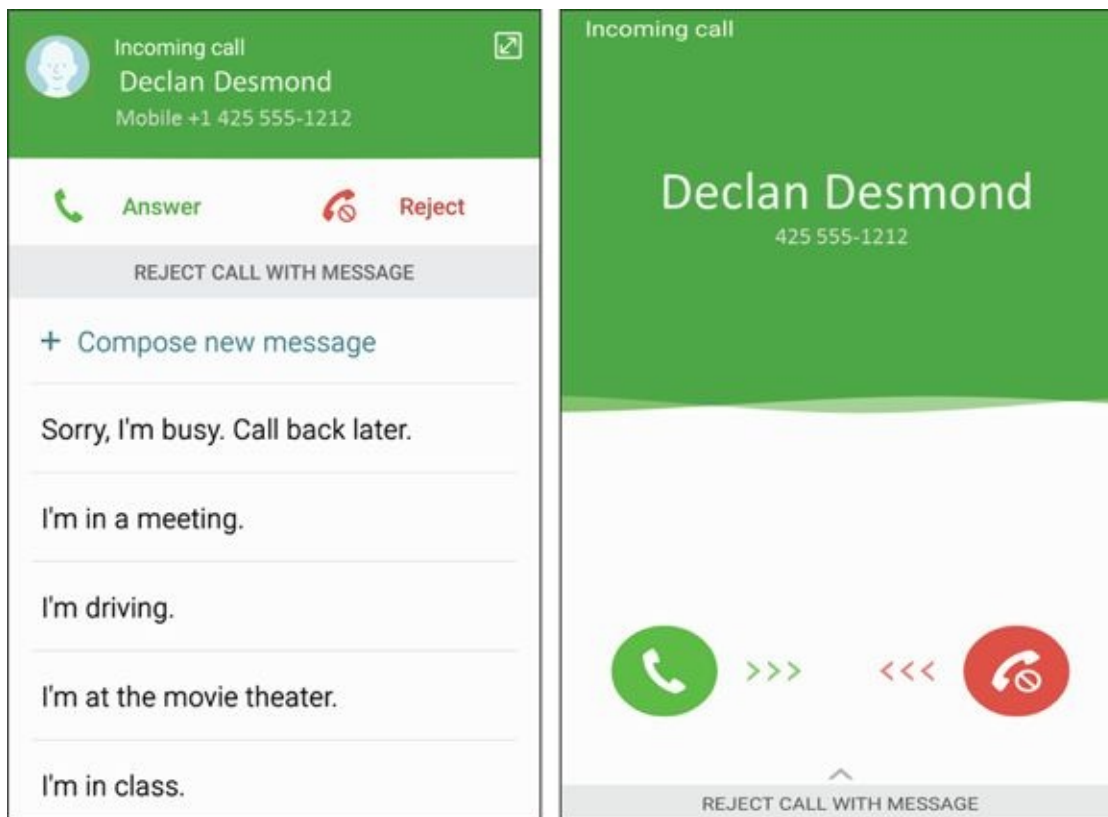 Incoming call
Declan Desmond
Mobile +1 425 555-1212
Answer
Reject
REJECT CALL WITH MESSAGE
+ Compose new message
Sorry, I'm busy. Call back later.
I'm in a meeting.
I'm driving.
I'm at the movie theater.
I'm in class.
Incoming call
Declan Desmond
425 555-1212
>>>
<<<
REJECT CALL WITH MESSAGE